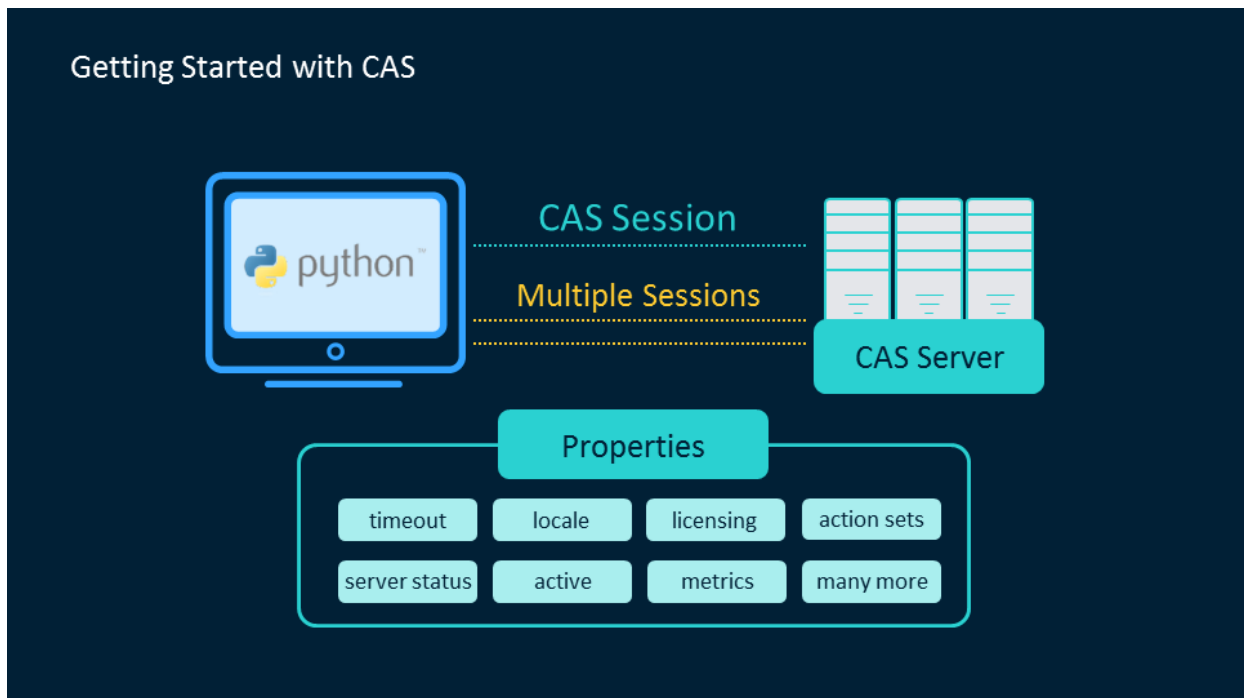 Getting Started with CAS
python™
CAS Session
Multiple Sessions
CAS Server
Properties
timeout
locale
licensing
action sets
server status
active
metrics
many more